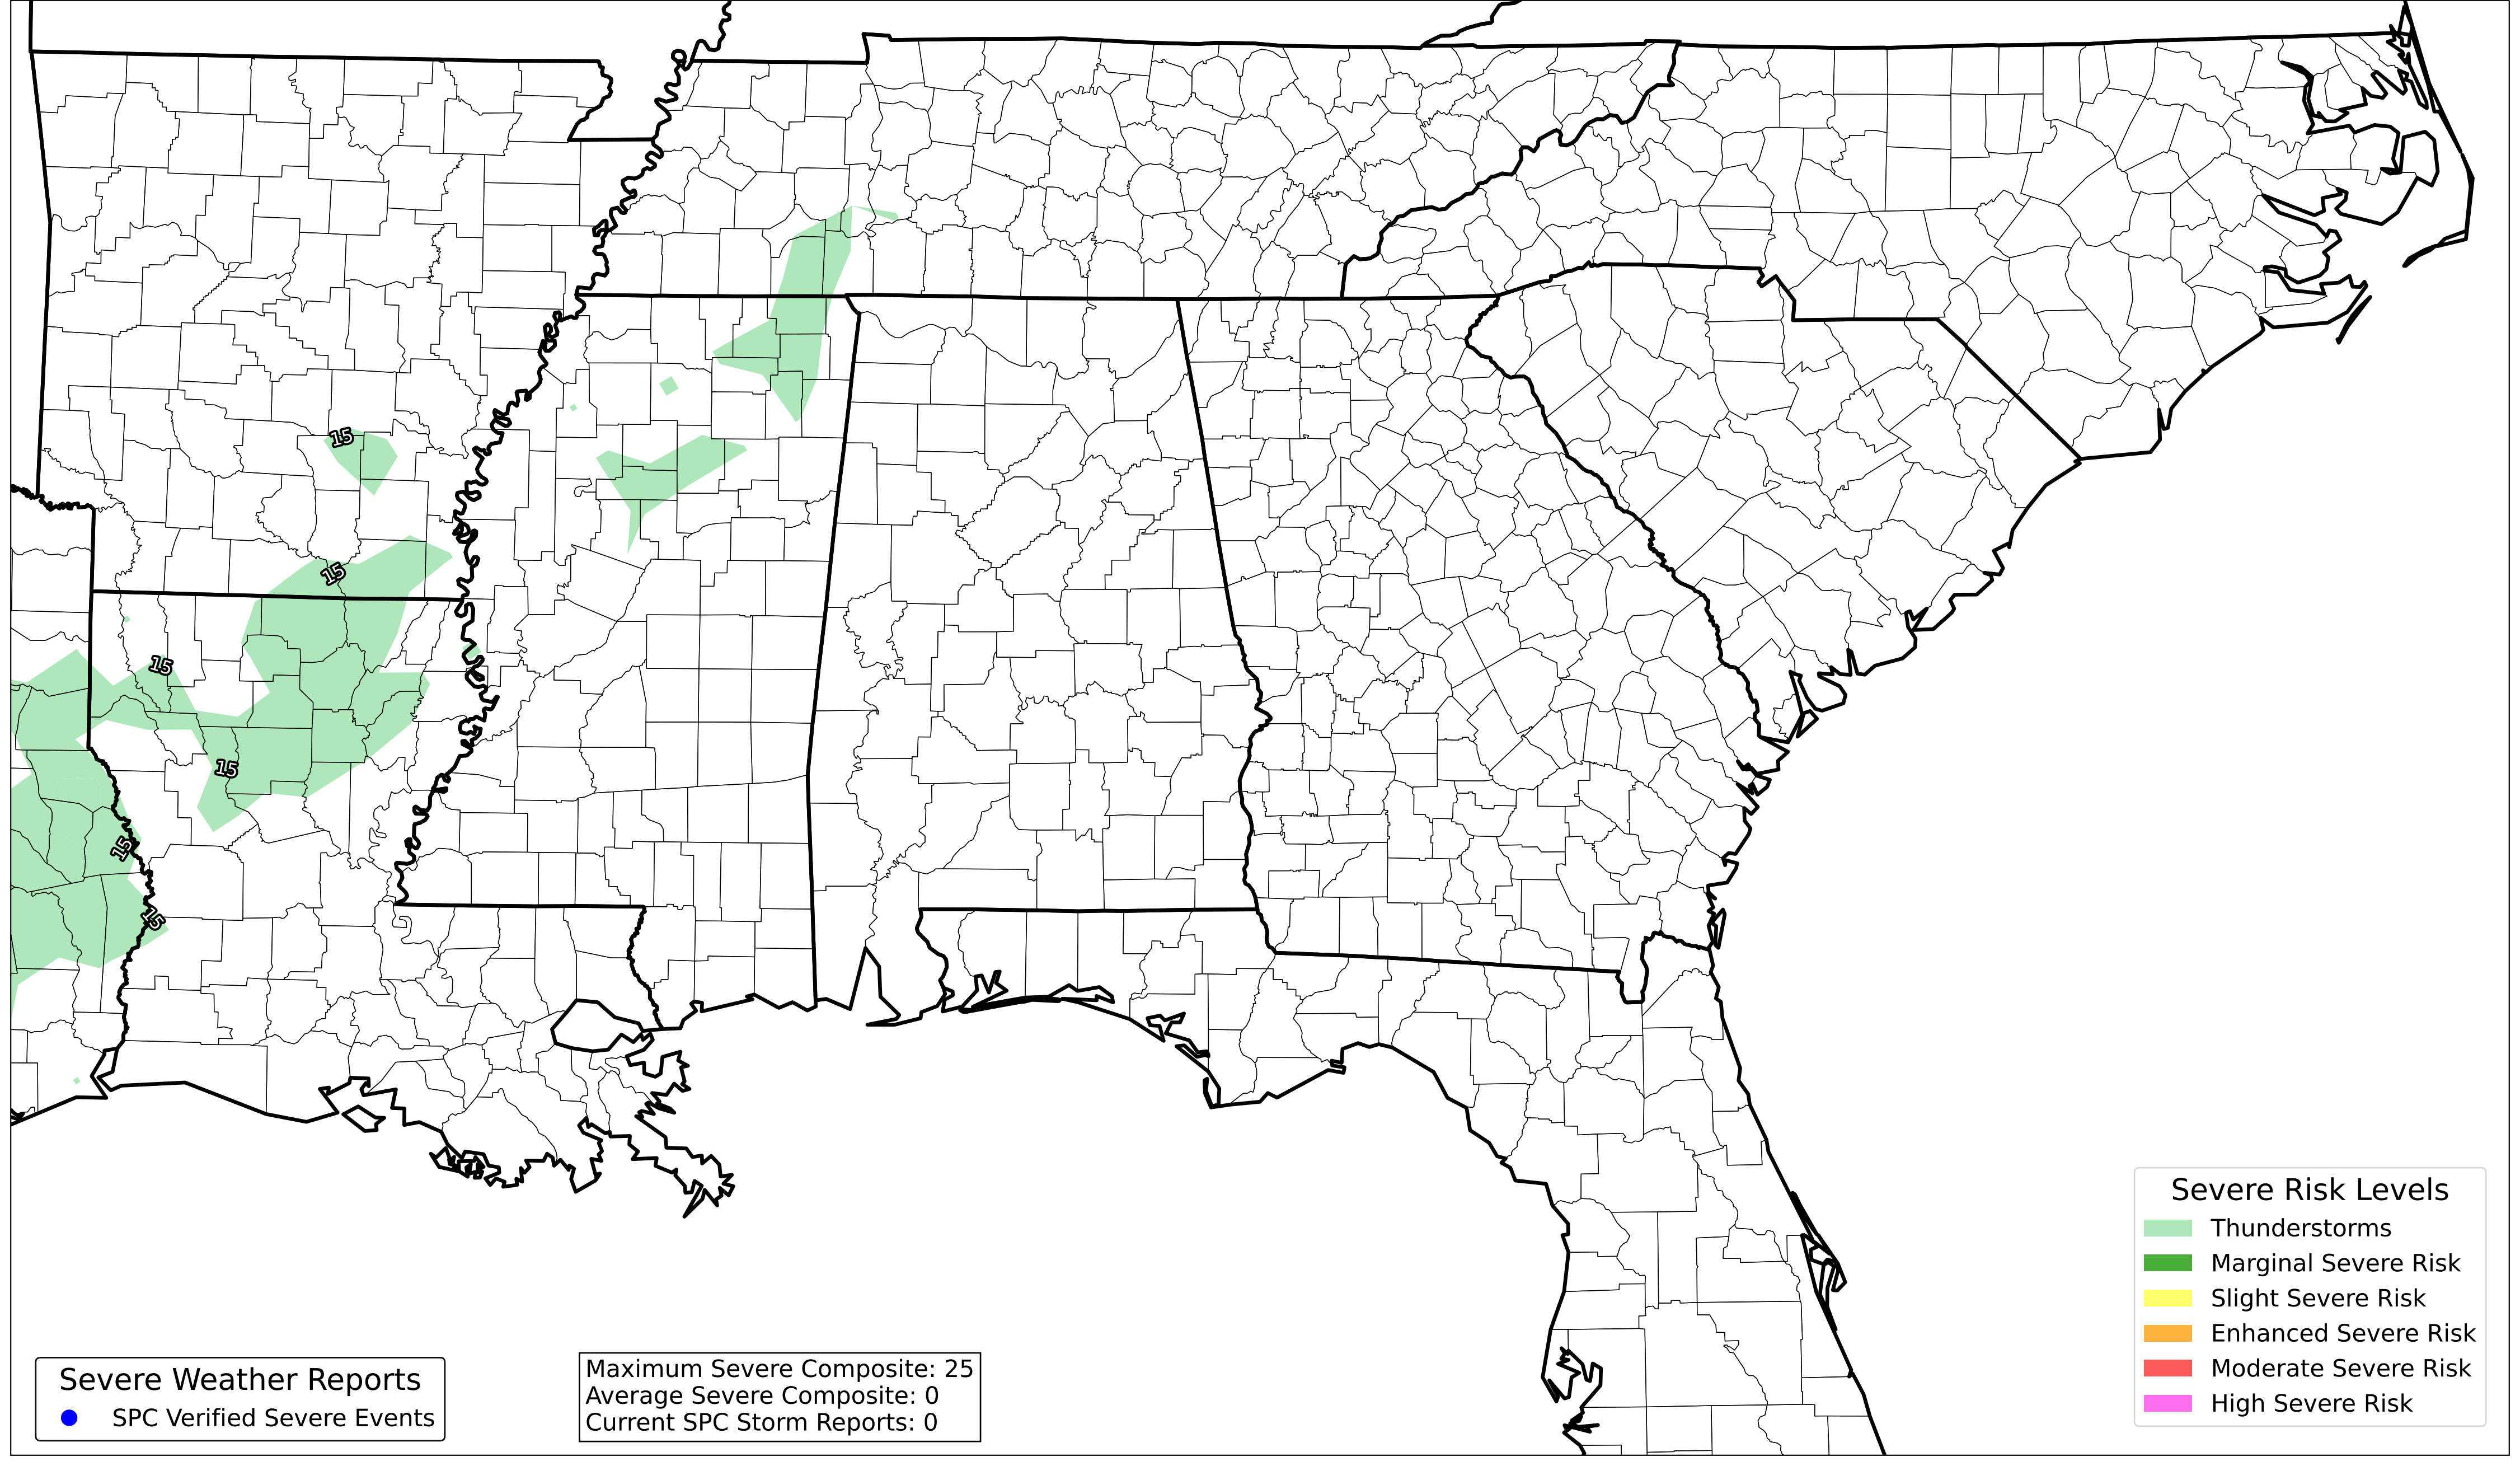 15
15
15
15
15
15
Severe Risk Levels
Thunderstorms
Marginal Severe Risk
Slight Severe Risk
Enhanced Severe Risk
Moderate Severe Risk
High Severe Risk
Severe Weather Reports
SPC Verified Severe Events
Maximum Severe Composite: 25
Average Severe Composite: 0
Current SPC Storm Reports: 0